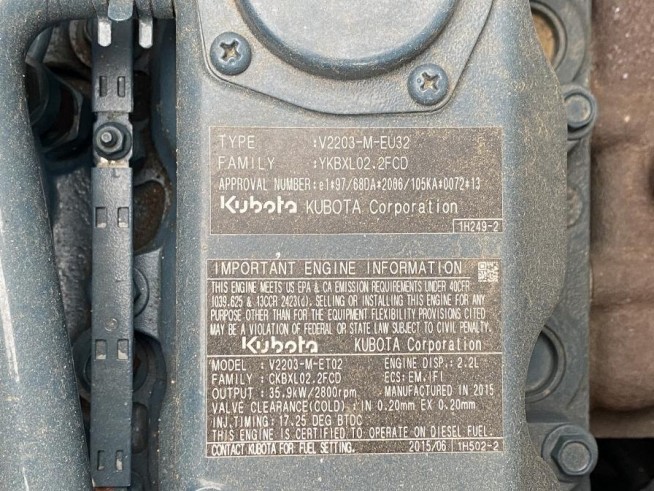 TYPE :V2203-M-EU32
FAMILY :YKBXL02.2FCD
APPROVAL NUMBER:e1*97/68DA*2006/105KA*0072*13
Kubota KUBOTA Corporation
1H249-2
IMPORTANT ENGINE INFORMATION
THIS ENGINE MEETS US EPA & CA EMISSION REQUIREMENTS UNDER 40CFR
1039.625 & 13CCR 2423(d). SELLING OR INSTALLING THIS ENGINE FOR ANY
PURPOSE OTHER THAN FOR THE EQUIPMENT FLEXIBILITY PROVISIONS CITED
MAY BE A VIOLATION OF FEDERAL OR STATE LAW SUBJECT TO CIVIL PENALTY.
Kubota KUBOTA Corporation
MODEL : V2203-M-ET02 ENGINE DISP.: 2.2L
FAMILY : CKBXL02.2FCD ECS: EM,IFI
OUTPUT : 35.9kW/2800rpm MANUFACTURED IN 2015
VALVE CLEARANCE(COLD) : IN 0.20mm EX 0.20mm
INJ.TIMING: 17.25 DEG BTDC
THIS ENGINE IS CERTIFIED TO OPERATE ON DIESEL FUEL.
CONTACT KUBOTA FOR FUEL SETTING. 2015/06 1H502-2